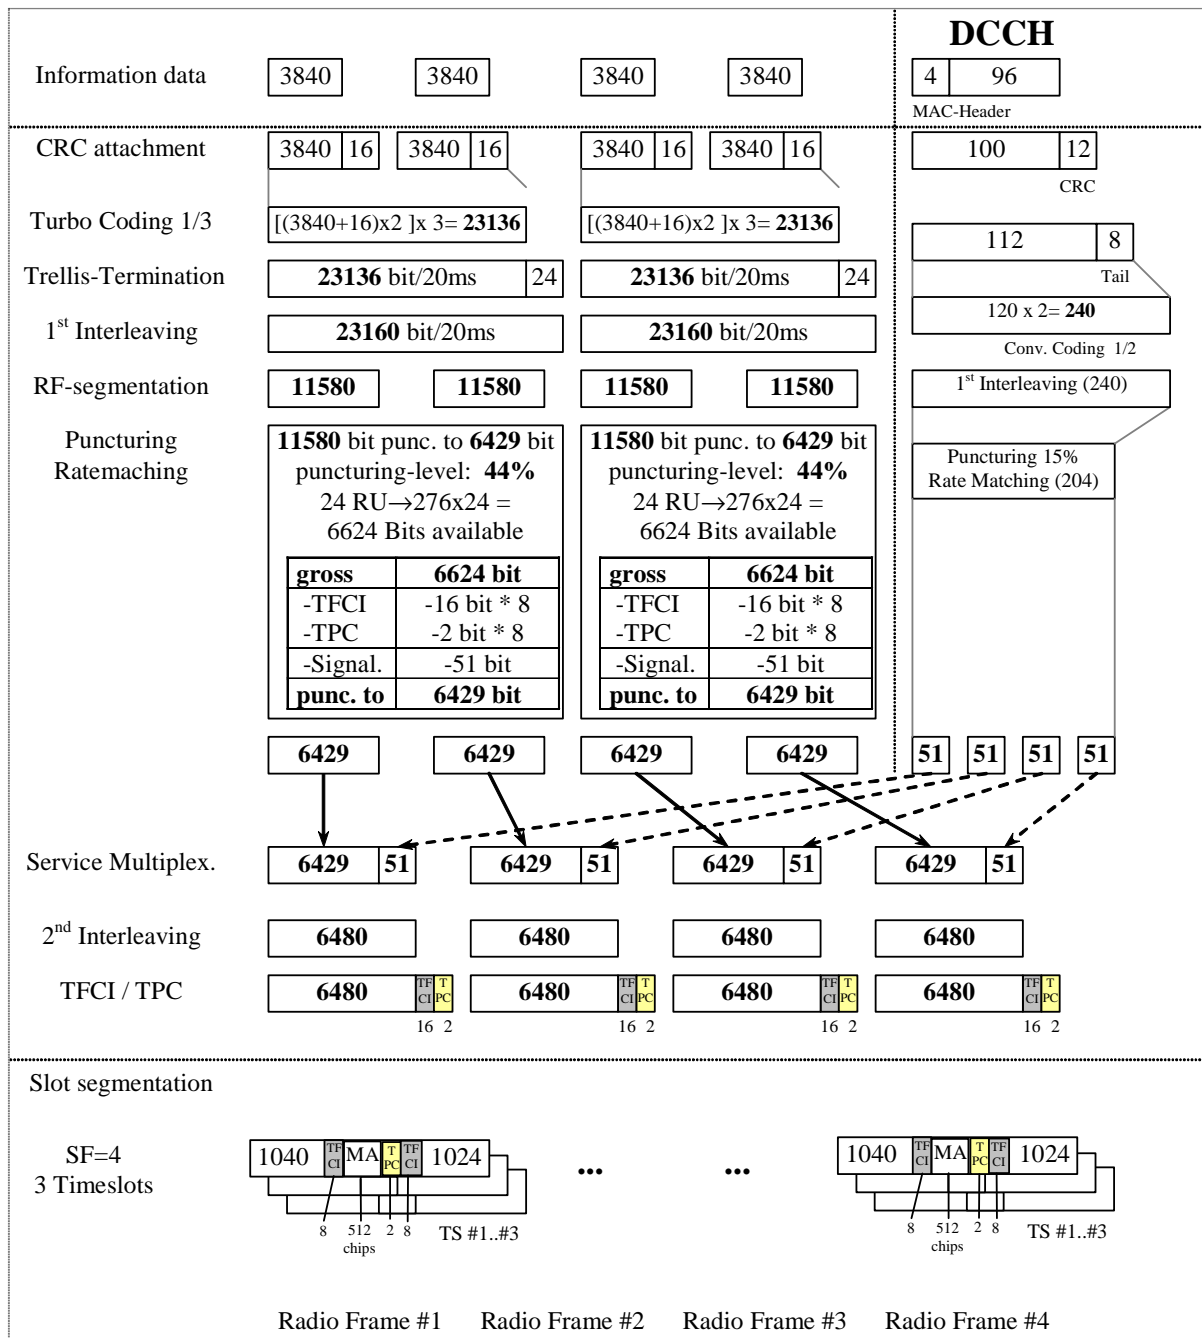 DCCH
Information data 3840 3840 3840 3840 4 96
MAC-Header
CRC attachment 3840 16 3840 16 3840 16 3840 16 100 12
CRC
Turbo Coding 1/3 [(3840+16)x2 ]x 3= 23136 [(3840+16)x2 ]x 3= 23136
112 8
Tail
Trellis-Termination 23136 bit/20ms 24 23136 bit/20ms 24
120 x 2= 240
Conv. Coding 1/2
1st Interleaving 23160 bit/20ms 23160 bit/20ms
RF-segmentation 11580 11580 11580 11580
1st Interleaving (240)
Puncturing
Ratemaching
11580 bit punc. to 6429 bit
puncturing-level: 44%
24 RU→276x24 =
6624 Bits available
gross 6624 bit
-TFCI -16 bit * 8
-TPC -2 bit * 8
-Signal. -51 bit
punc. to 6429 bit
11580 bit punc. to 6429 bit
puncturing-level: 44%
24 RU→276x24 =
6624 Bits available
gross 6624 bit
-TFCI -16 bit * 8
-TPC -2 bit * 8
-Signal. -51 bit
punc. to 6429 bit
Puncturing 15%
Rate Matching (204)
6429 6429 6429 6429 51 51 51 51
Service Multiplex. 6429 51 6429 51 6429 51 6429 51
2nd Interleaving 6480 6480 6480 6480
TFCI / TPC 6480 TF CI T PC 6480 TF CI T PC 6480 TF CI T PC 6480 TF CI T PC
16 2 16 2 16 2 16 2
Slot segmentation
SF=4
3 Timeslots
1040 TF CI MA T PC TF CI 1024
8 512 2 8
chips
TS #1..#3
... ...
1040 TF CI MA T PC TF CI 1024
8 512 2 8
chips
TS #1..#3
Radio Frame #1 Radio Frame #2 Radio Frame #3 Radio Frame #4